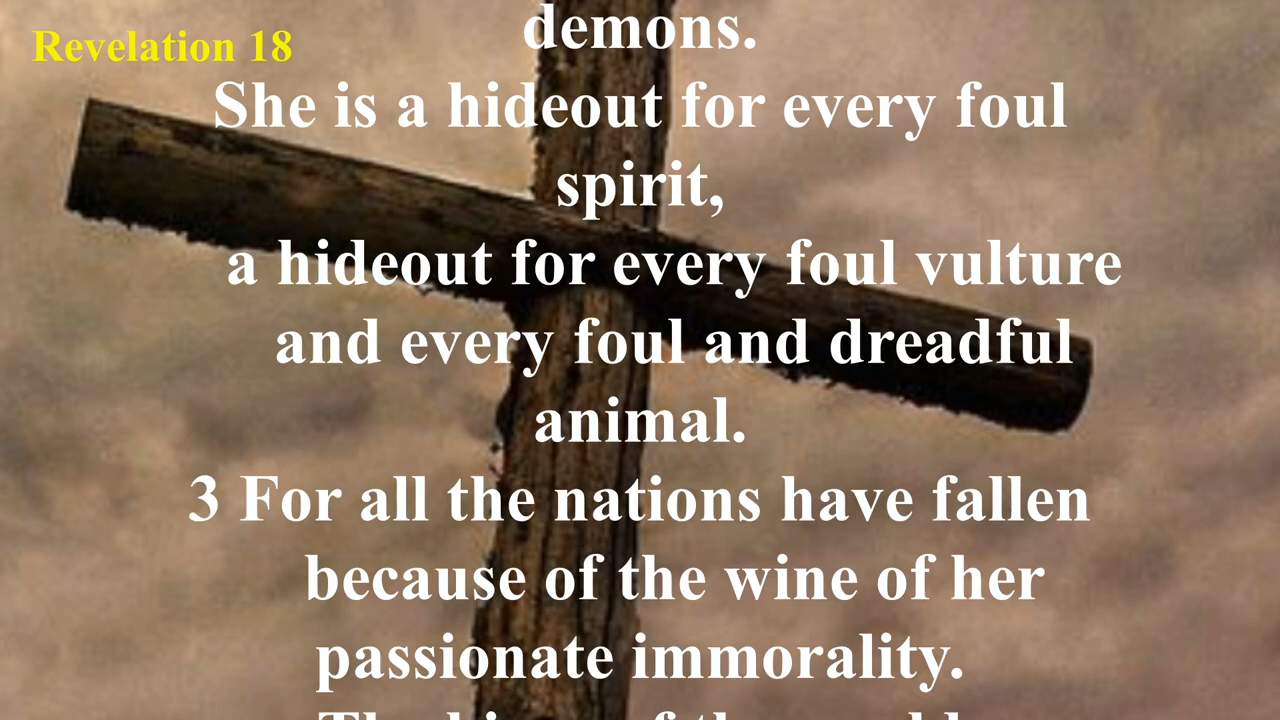 demons.
Revelation 18
She is a hideout for every foul
spirit,
a hideout for every foul vulture
and every foul and dreadful
animal.
3 For all the nations have fallen
because of the wine of her
passionate immorality.